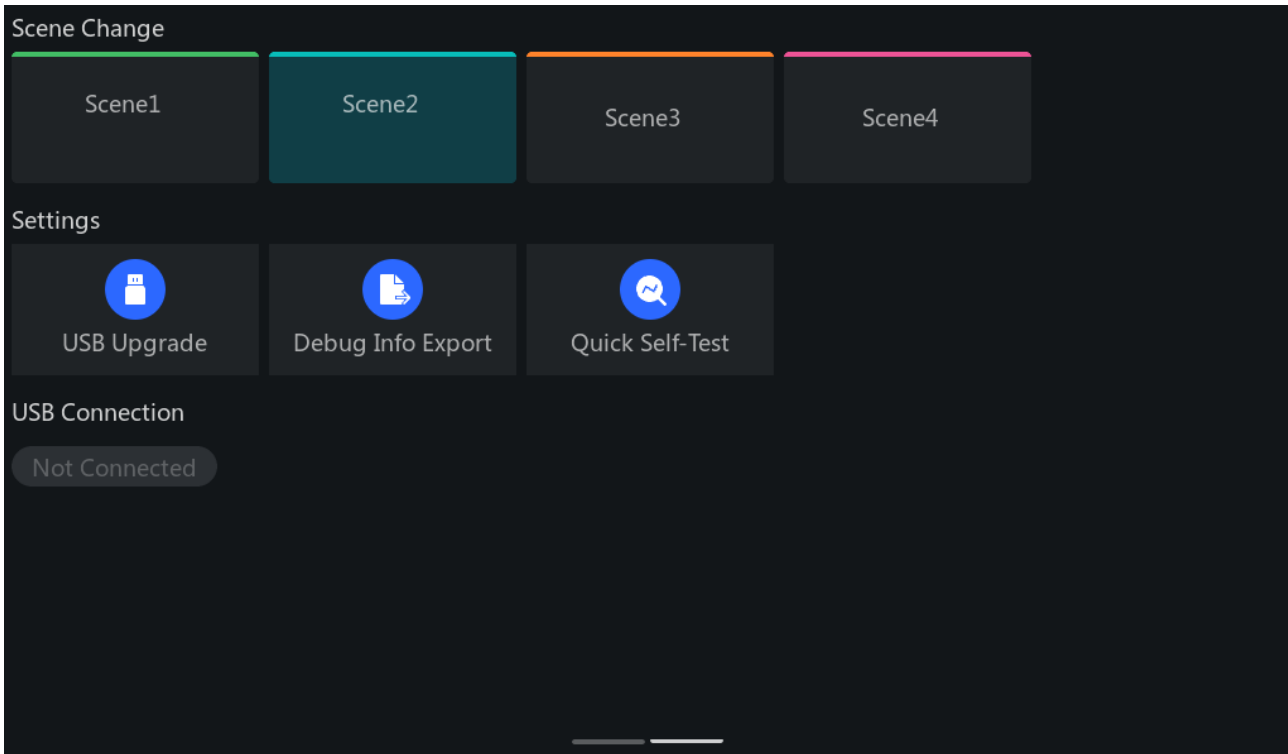 Scene Change
Scene1
Scene2
Scene3
Scene4
Settings
USB Upgrade
Debug Info Export
Quick Self-Test
USB Connection
Not Connected